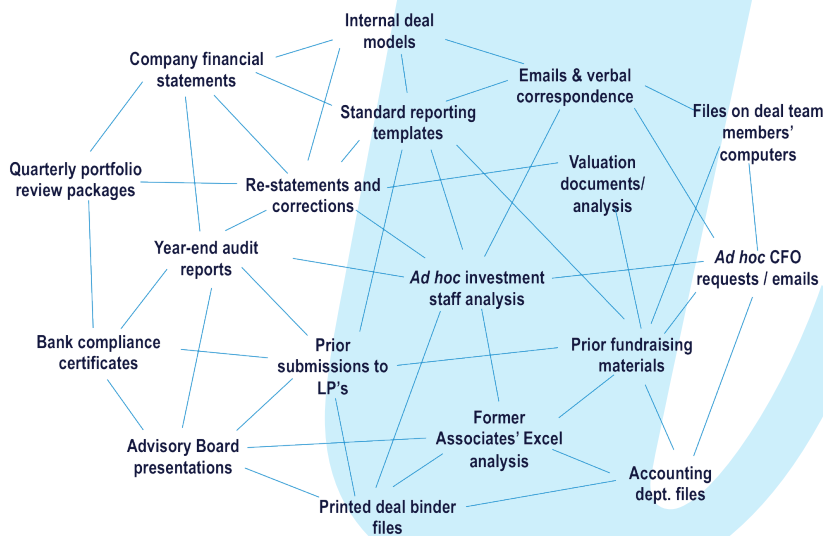 Internal deal
models
Company financial
statements
Emails & verbal
correspondence
Standard reporting
templates
Files on deal team
members’
computers
Quarterly portfolio
review packages
Re-statements and
corrections
Valuation
documents/
analysis
Year-end audit
reports
Ad hoc investment
staff analysis
Ad hoc CFO
requests / emails
Bank compliance
certificates
Prior
submissions to
LP’s
Prior fundraising
materials
Advisory Board
presentations
Former
Associates’ Excel
analysis
Accounting
dept. files
Printed deal binder
files